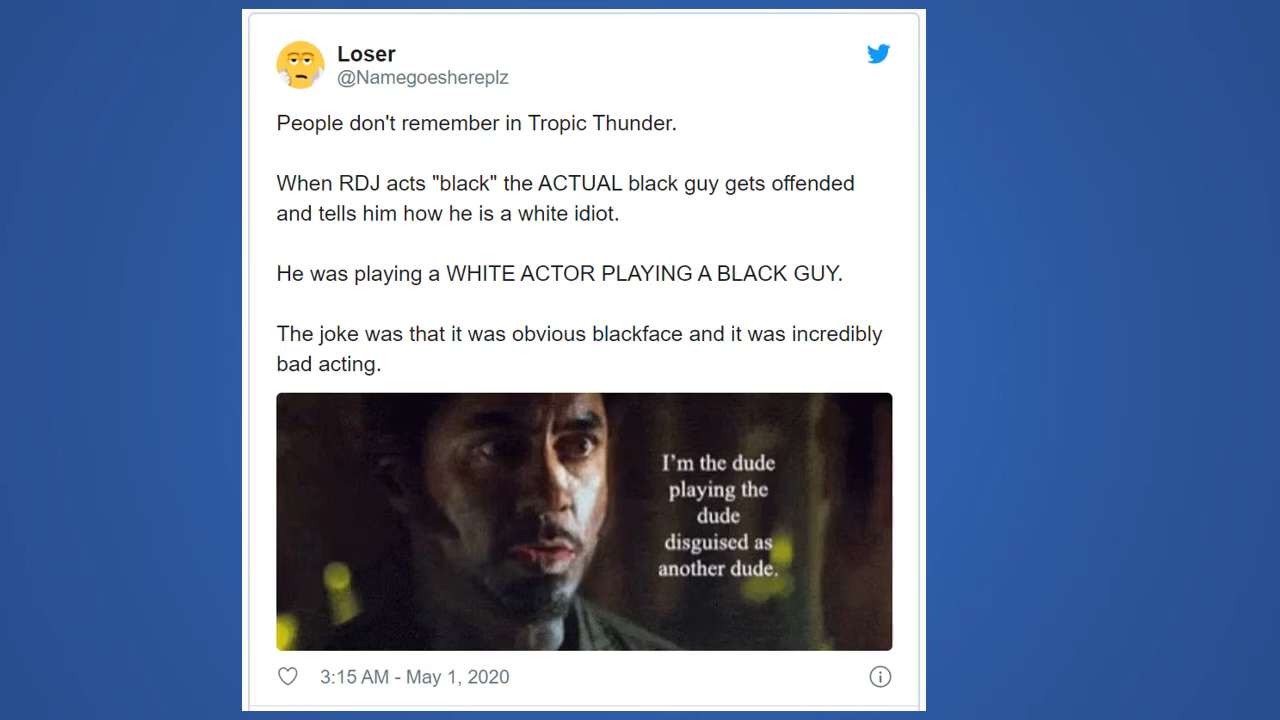 Loser
@Namegoeshereplz
People don't remember in Tropic Thunder.
When RDJ acts "black" the ACTUAL black guy gets offended
and tells him how he is a white idiot.
He was playing a WHITE ACTOR PLAYING A BLACK GUY.
The joke was that it was obvious blackface and it was incredibly
bad acting.
I'm the dude
playing the
dude
disguised as
another dude.
3:15 AM - May 1, 2020